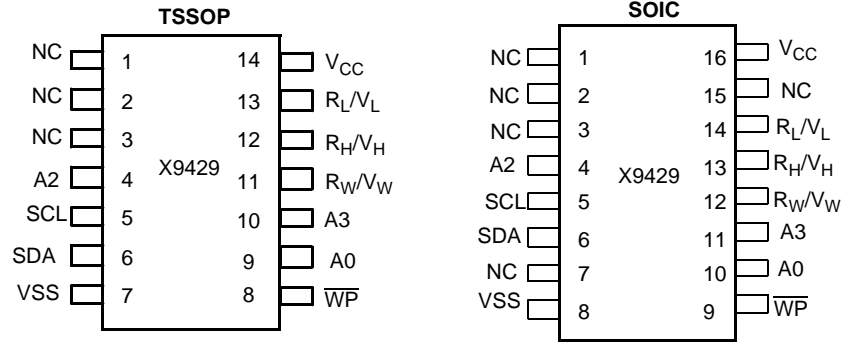 TSSOP
NC 1 14 VCC
NC 2 13 RL/VL
NC 3 12 RH/VH
A2 4 X9429 11 RW/VW
SCL 5 10 A3
SDA 6 9 A0
VSS 7 8 WP
SOIC
NC 1 16 VCC
NC 2 15 NC
NC 3 14 RL/VL
A2 4 X9429 13 RH/VH
SCL 5 12 RW/VW
SDA 6 11 A3
NC 7 10 A0
VSS 8 9 WP